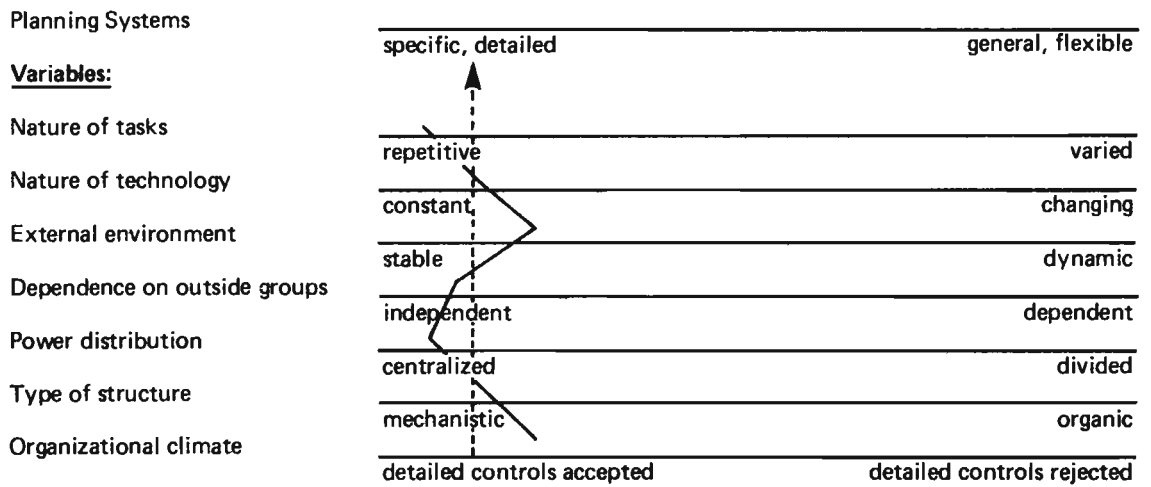 Planning Systems
specific, detailed general, flexible
Variables:
Nature of tasks
repetitive varied
Nature of technology
constant changing
External environment
stable dynamic
Dependence on outside groups
independent dependent
Power distribution
centralized divided
Type of structure
mechanistic organic
Organizational climate
detailed controls accepted detailed controls rejected